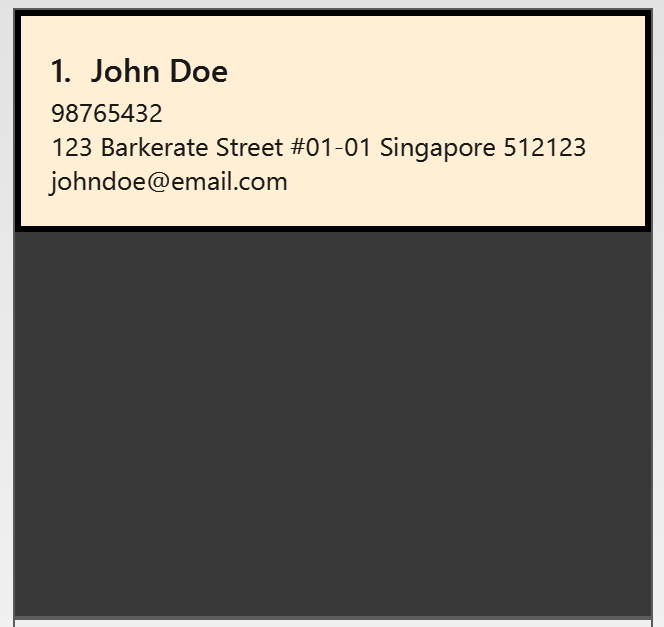 1. John Doe
98765432
123 Barkerate Street #01-01 Singapore 512123
johndoe@email.com